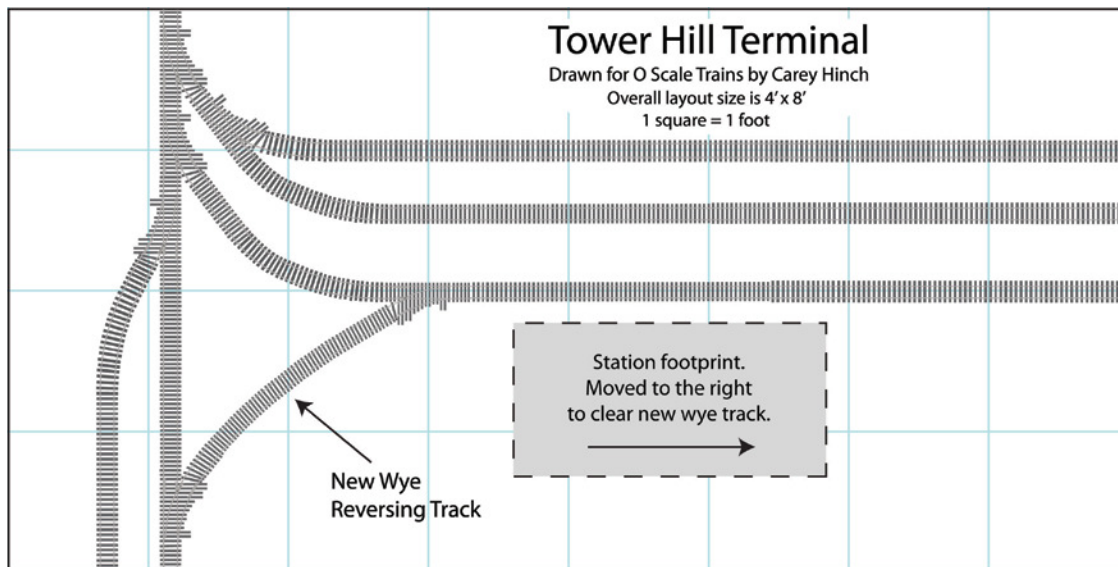 Tower Hill Terminal
Drawn for O Scale Trains by Carey Hinch
Overall layout size is 4’ x 8’
1 square = 1 foot
Station footprint.
Moved to the right
to clear new wye track.
New Wye
Reversing Track